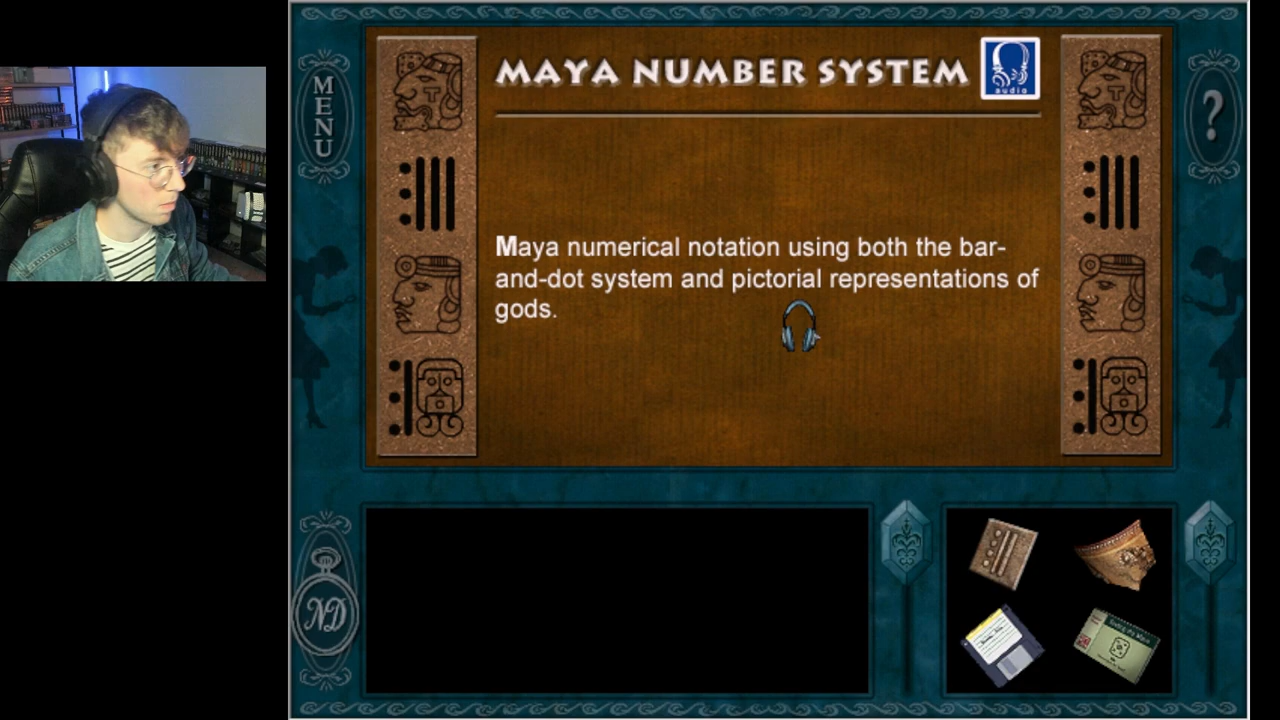 MENU
MAYA NUMBER SYSTEM
audio
?
Maya numerical notation using both the bar-
and-dot system and pictorial representations of
gods.
ND